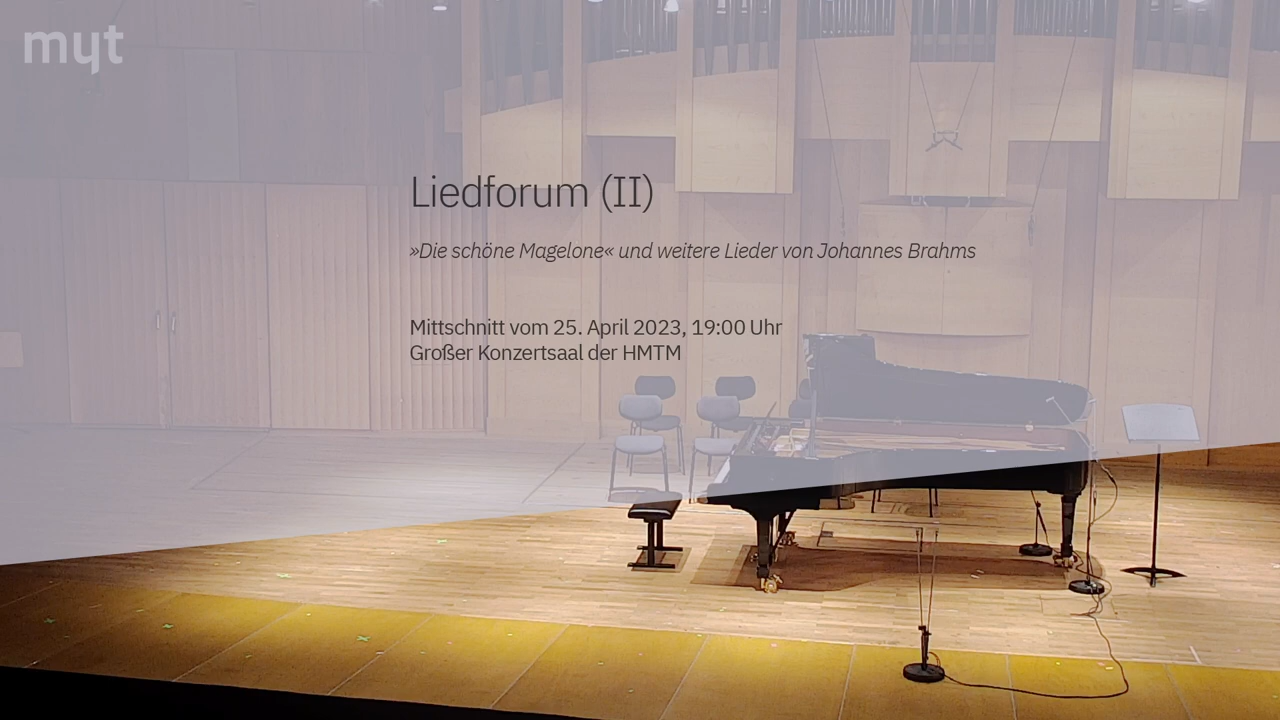 myt
Liedforum (II)
»Die schöne Magelone« und weitere Lieder von Johannes Brahms
Mittschnitt vom 25. April 2023, 19:00 Uhr
Großer Konzertsaal der HMTM